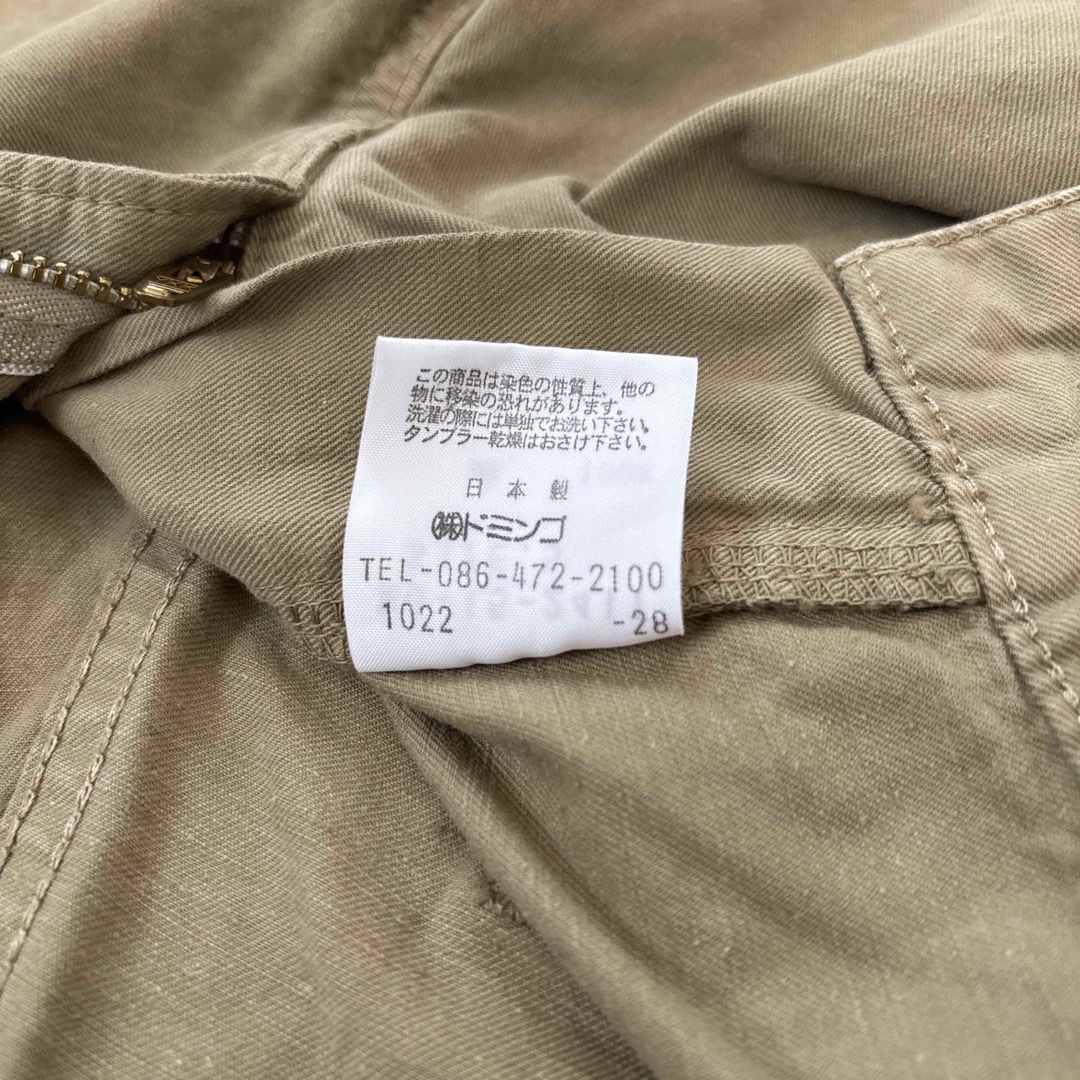 この商品は染色の性質上、他の
物に移染の恐れがあります。
洗濯の際には単独でお洗い下さい。
タンブラー乾燥はおさけ下さい。
日本製
㈱ドミンゴ
TEL-086-472-2100
1022 -28